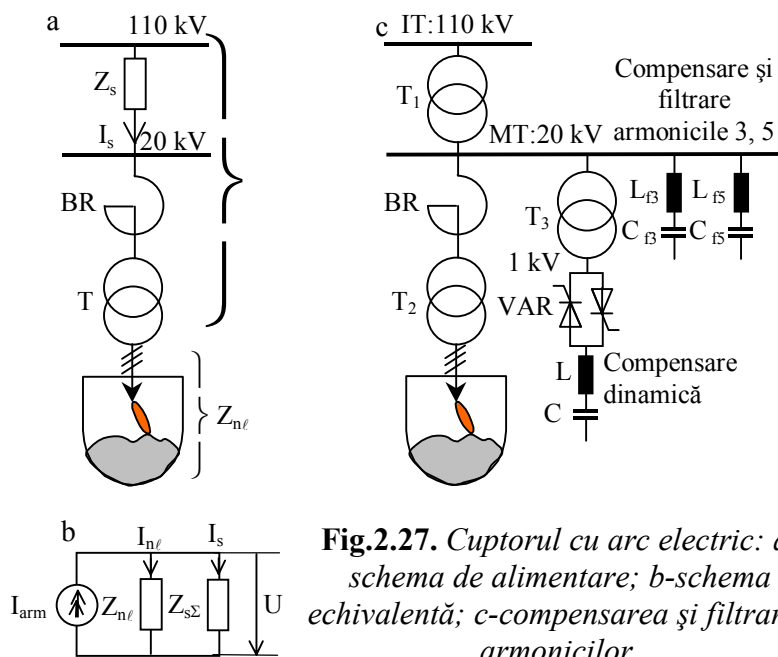 a
110 kV
Z_s
I_s
20 kV
BR
T
Z_nℓ
c
IT:110 kV
T_1
MT:20 kV
Compensare şi
filtrare
armonicile 3, 5
BR
T_2
T_3
1 kV
VAR
L
C
Compensare
dinamică
L_f3
L_f5
C_f3
C_f5
b
I_nℓ
I_s
I_arm
Z_nℓ
Z_sΣ
U
Fig.2.27. Cuptorul cu arc electric:
schema de alimentare; b-schema
echivalentă; c-compensarea şi
armonicilor